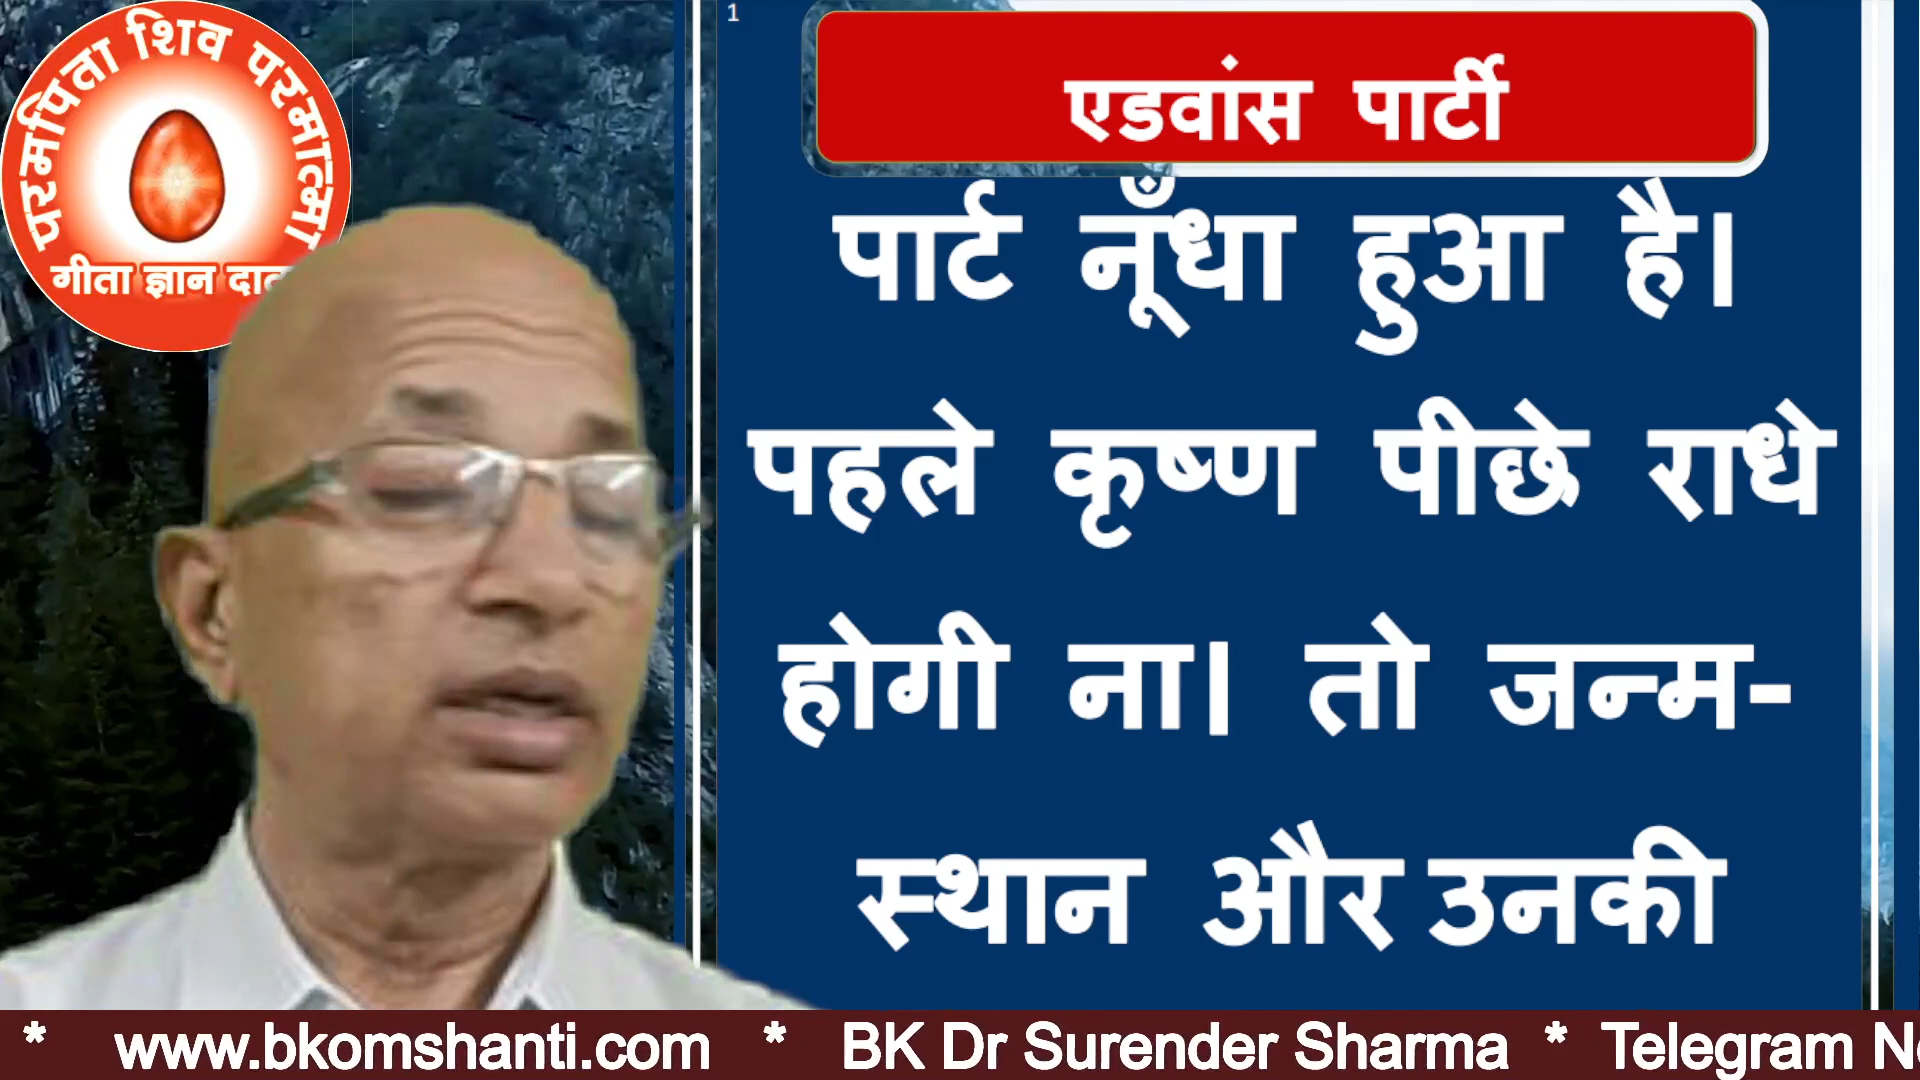 परमपिता शिव परमात्मा
गीता ज्ञान
1
एडवांस पार्टी
पार्ट नूँधा हुआ है।
पहले कृष्ण पीछे राधे
होगी ना। तो जन्म-
स्थान और उनकी
* www.bkomshanti.com * BK Dr Surender Sharma * Telegram